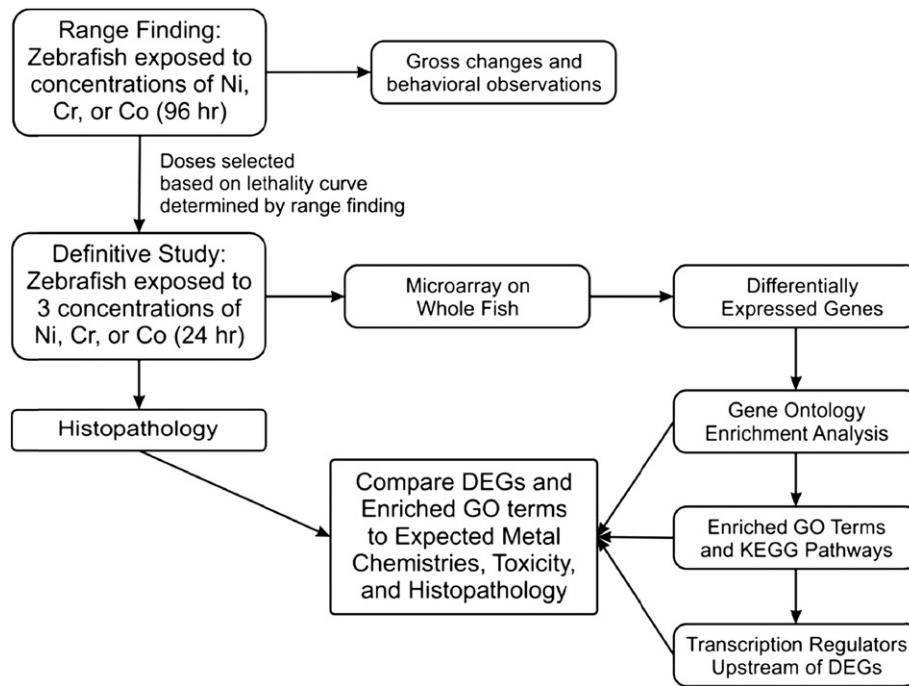 Range Finding:
Zebrafish exposed to
concentrations of Ni,
Cr, or Co (96 hr)
Gross changes and
behavioral observations
Doses selected
based on lethality curve
determined by range finding
Definitive Study:
Zebrafish exposed to
3 concentrations of
Ni, Cr, or Co (24 hr)
Microarray on
Whole Fish
Differentially
Expressed Genes
Histopathology
Gene Ontology
Enrichment Analysis
Compare DEGs and
Enriched GO terms
to Expected Metal
Chemistries, Toxicity,
and Histopathology
Enriched GO Terms
and KEGG Pathways
Transcription Regulators
Upstream of DEGs